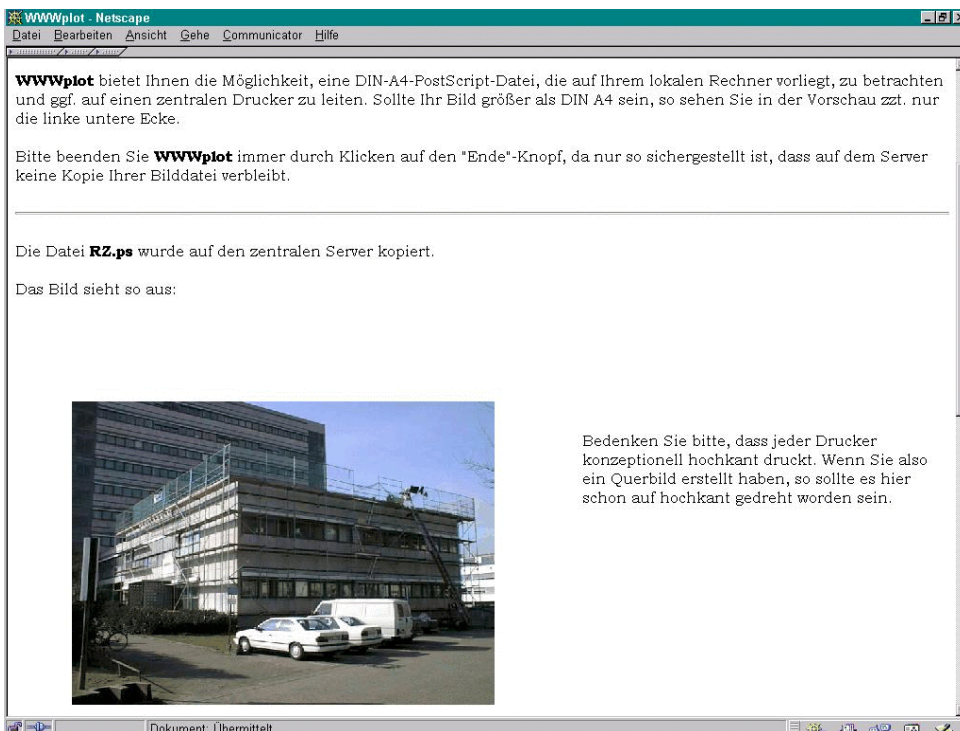 WWWplot - Netscape
Datei Bearbeiten Ansicht Gehe Communicator Hilfe
WWWplot bietet Ihnen die Möglichkeit, eine DIN-A4-PostScript-Datei, die auf Ihrem lokalen Rechner vorliegt, zu betrachten
und ggf. auf einen zentralen Drucker zu leiten. Sollte Ihr Bild größer als DIN A4 sein, so sehen Sie in der Vorschau zzt. nur
die linke untere Ecke.
Bitte beenden Sie WWWplot immer durch Klicken auf den "Ende"-Knopf, da nur so sichergestellt ist, dass auf dem Server
keine Kopie Ihrer Bilddatei verbleibt.
Die Datei RZ.ps wurde auf den zentralen Server kopiert.
Das Bild sieht so aus:
Bedenken Sie bitte, dass jeder Drucker
konzeptionell hochkant druckt. Wenn Sie also
ein Querbild erstellt haben, so sollte es hier
schon auf hochkant gedreht worden sein.
Dokument: Übermittelt